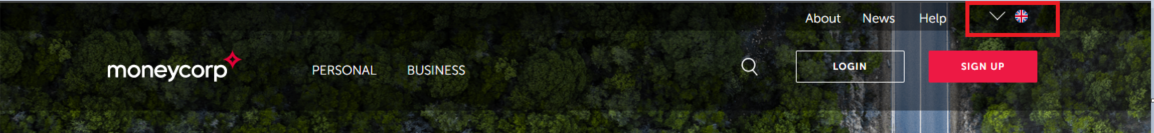 About News Help
moneycorp PERSONAL BUSINESS LOGIN SIGN UP